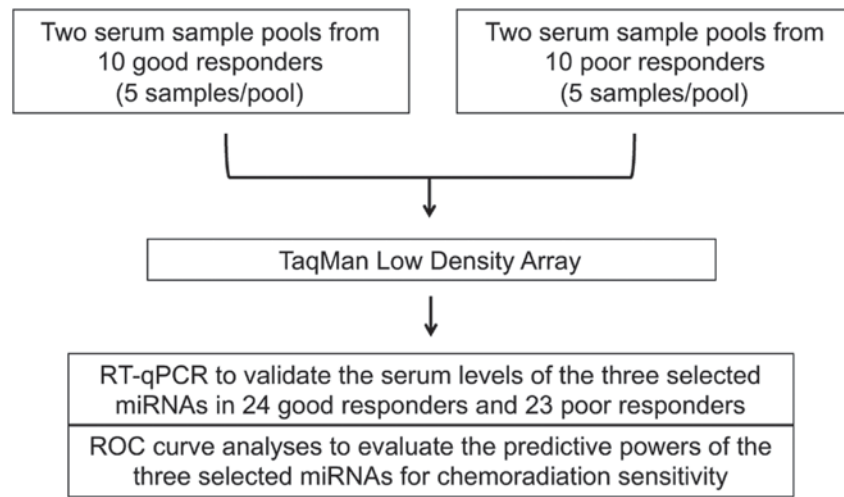 Two serum sample pools from
10 good responders
(5 samples/pool)
Two serum sample pools from
10 poor responders
(5 samples/pool)
TaqMan Low Density Array
RT-qPCR to validate the serum levels of the three selected
miRNAs in 24 good responders and 23 poor responders
ROC curve analyses to evaluate the predictive powers of the
three selected miRNAs for chemoradiation sensitivity